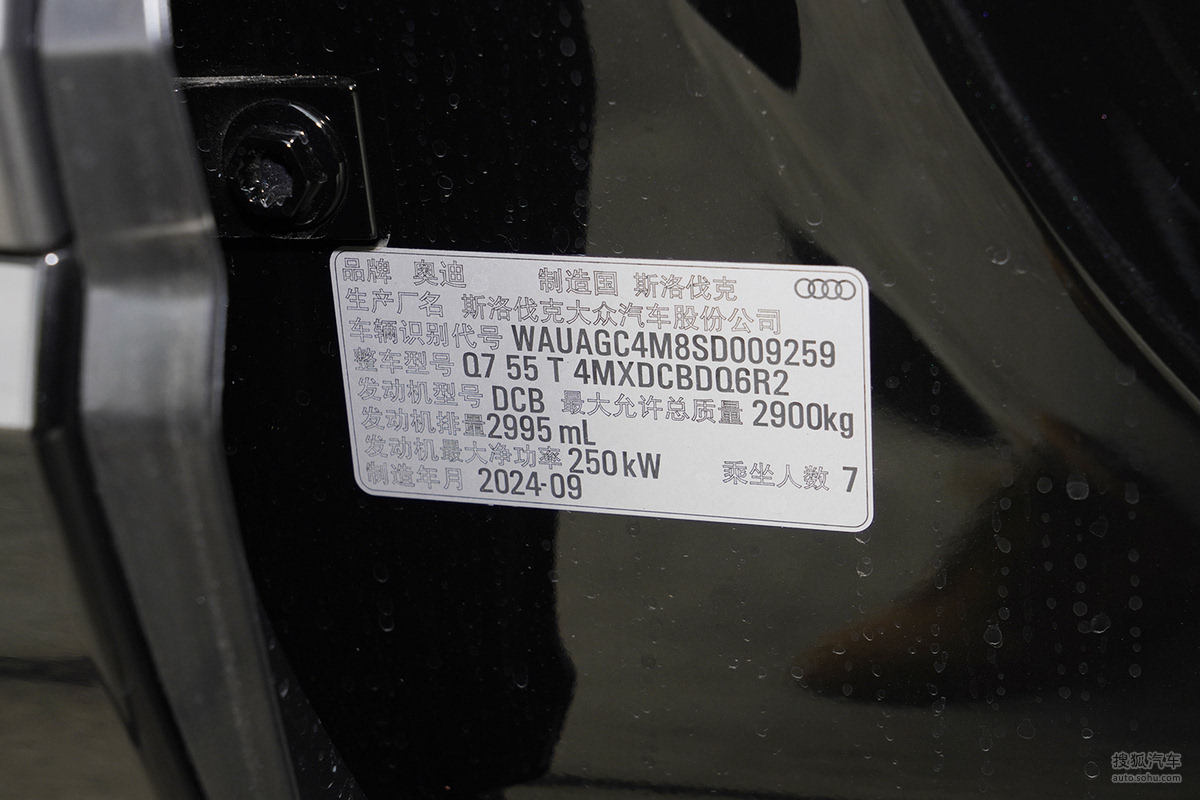 品牌 奥迪 制造国 斯洛伐克
生产厂名 斯洛伐克大众汽车股份公司
车辆识别代号 WAUAGC4M8SD009259
整车型号 Q7 55 T 4MXDCBDQ6R2
发动机型号 DCB 最大允许总质量 2900kg
发动机排量2995 mL
发动机最大净功率 250 kW 乘坐人数 7
制造年月 2024-09
搜狐汽车
auto.sohu.com